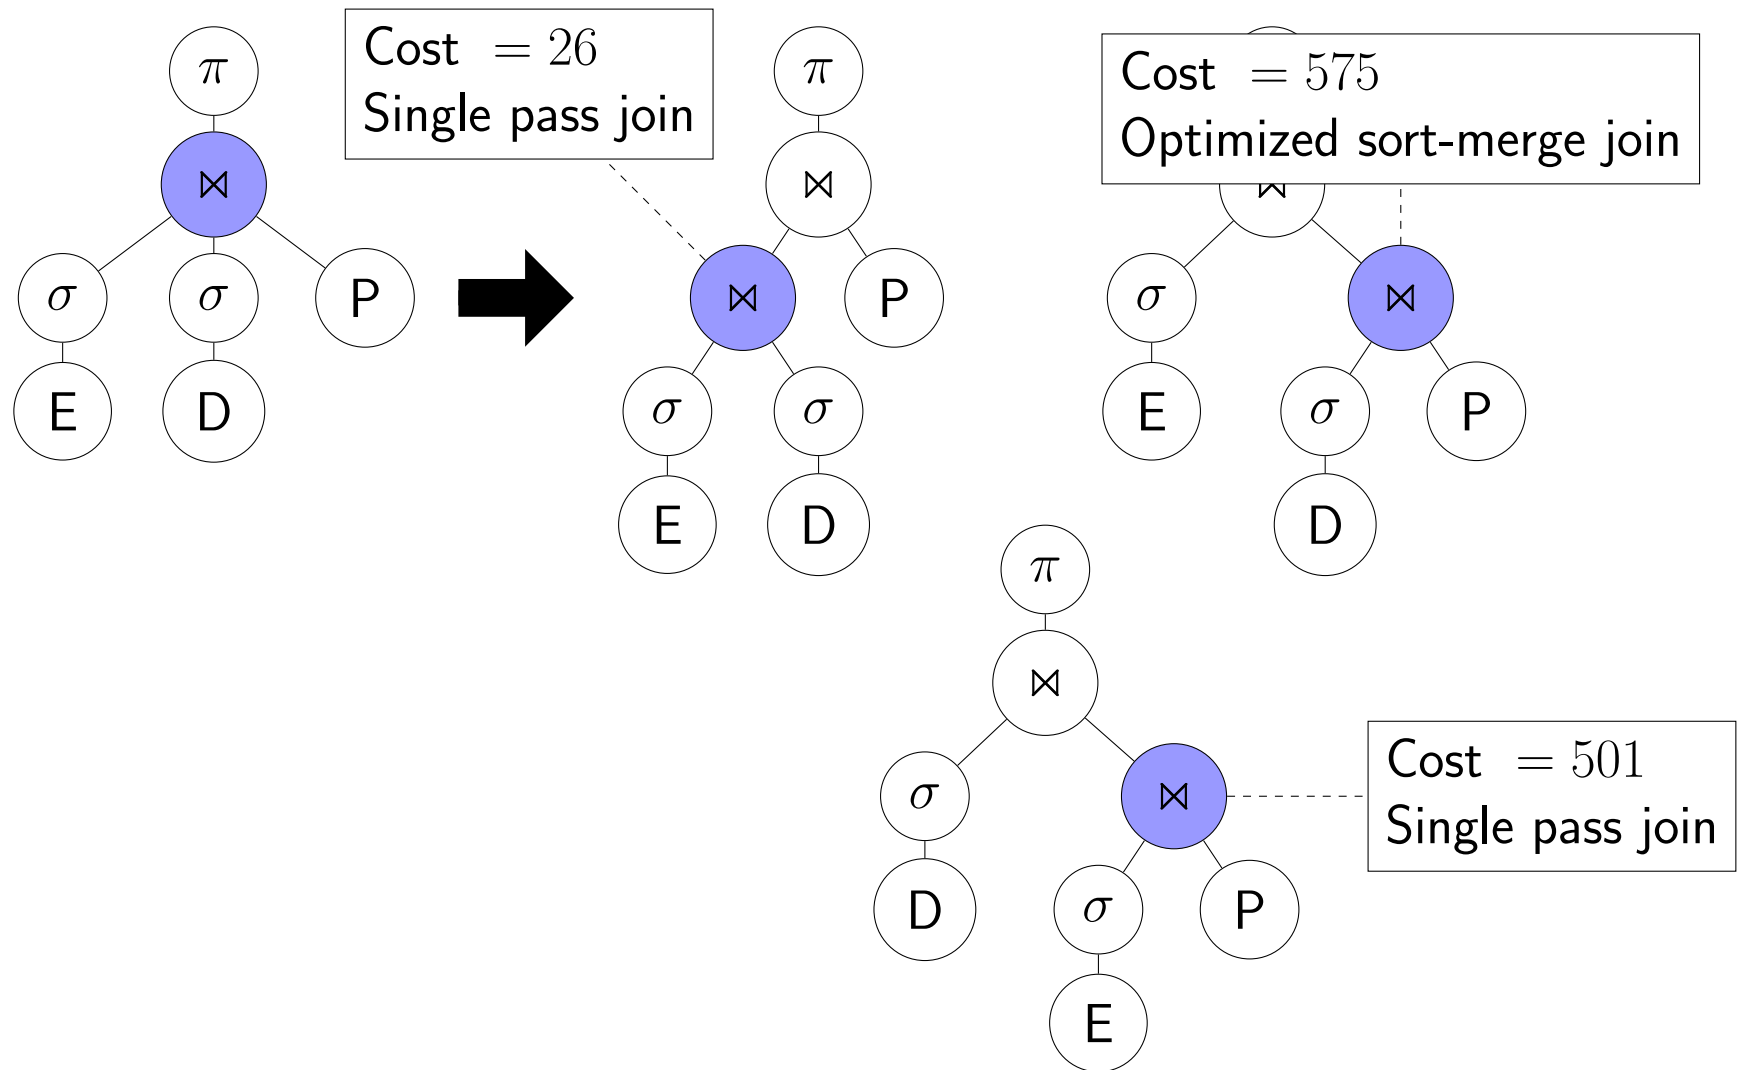 π
⋈
σ
σ
P
E
D
Cost = 26
Single pass join
π
⋈
⋈
P
σ
σ
E
D
Cost = 575
Optimized sort-merge join
⋈
σ
⋈
E
σ
P
D
π
⋈
σ
⋈
D
σ
P
E
Cost = 501
Single pass join